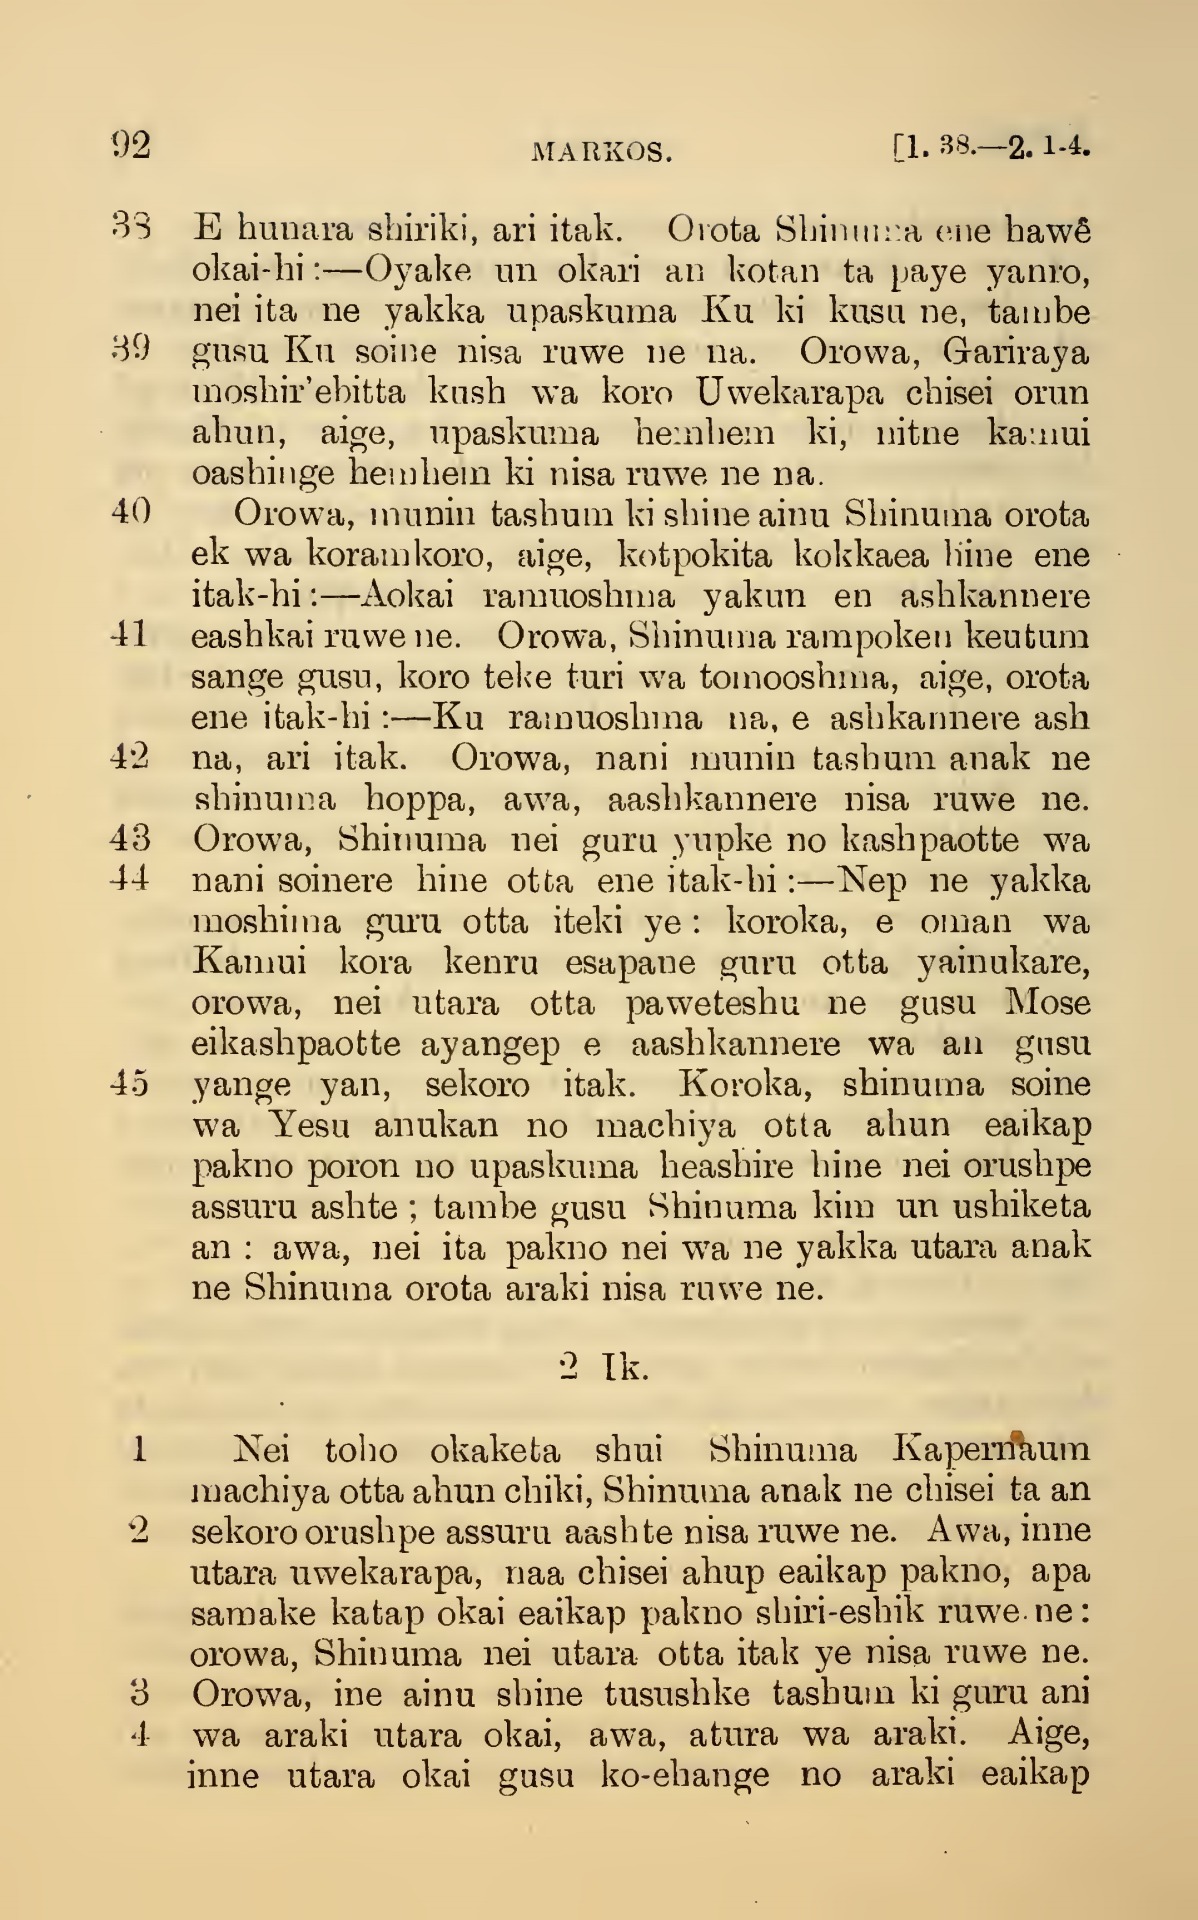 92 MARKOS. [1. 38.—2. 1-4.
38 E hunara shiriki, ari itak. Orota Shinuma ene hawê
okai-hi:—Oyake un okari an kotan ta paye yanro,
nei ita ne yakka upaskuma Ku ki kusu ne, tambe
39 gusu Ku soine nisa ruwe ne na. Orowa, Gariraya
moshir'ebitta kush wa koro Uwekarapa chisei orun
ahun, aige, upaskuma hemhem ki, nitne kamui
oashinge hemhem ki nisa ruwe ne na.
40 Orowa, munin tashum ki shine ainu Shinuma orota
ek wa koramkoro, aige, kotpokita kokkaea hine ene
itak-hi:—Aokai ramuoshma yakun en ashkannere
41 eashkai ruwe ne. Orowa, Shinuma rampoken keutum
sange gusu, koro teke turi wa tomooshma, aige, orota
ene itak-hi:—Ku ramuoshma na, e ashkannere ash
42 na, ari itak. Orowa, nani munin tashum anak ne
shinuma hoppa, awa, aashkannere nisa ruwe ne.
43 Orowa, Shinuma nei guru yupke no kashpaotte wa
44 nani soinere hine otta ene itak-hi:—Nep ne yakka
moshima guru otta iteki ye: koroka, e oman wa
Kamui kora kenru esapane guru otta yainukare,
orowa, nei utara otta paweteshu ne gusu Mose
eikashpaotte ayangep e aashkannere wa an gusu
45 yange yan, sekoro itak. Koroka, shinuma soine
wa Yesu anukan no machiya otta ahun eaikap
pakno poron no upaskuma heashire hine nei orushpe
assuru ashte; tambe gusu Shinuma kim un ushiketa
an: awa, nei ita pakno nei wa ne yakka utara anak
ne Shinuma orota araki nisa ruwe ne.
2 Ik.
1 Nei toho okaketa shui Shinuma Kapernaum
machiya otta ahun chiki, Shinuma anak ne chisei ta an
2 sekoro orushpe assuru aashte nisa ruwe ne. Awa, inne
utara uwekarapa, naa chisei ahup eaikap pakno, apa
samake katap okai eaikap pakno shiri-eshik ruwe ne:
orowa, Shinuma nei utara otta itak ye nisa ruwe ne.
3 Orowa, ine ainu shine tusushke tashum ki guru ani
4 wa araki utara okai, awa, atura wa araki. Aige,
inne utara okai gusu ko-ehange no araki eaikap